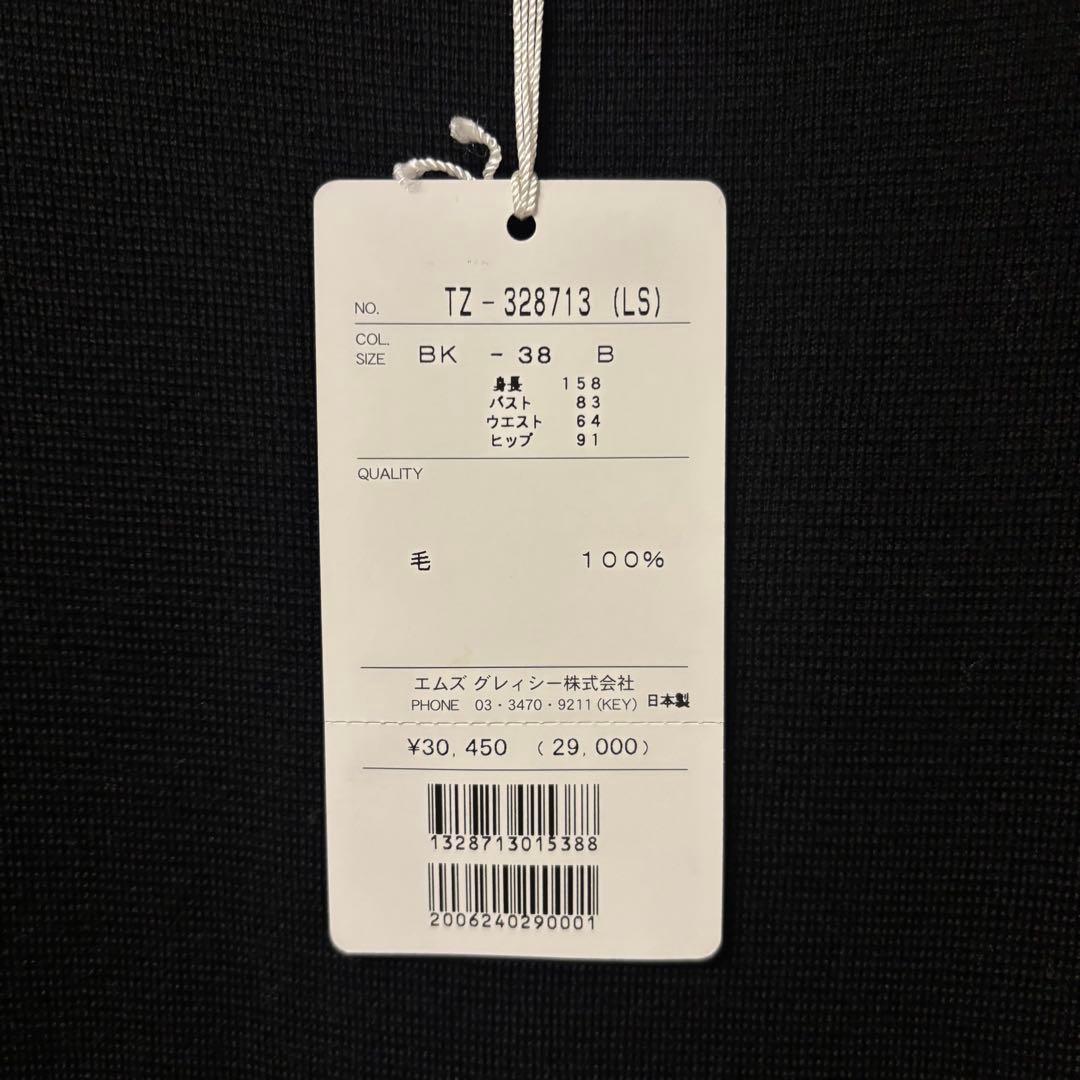 NO. TZ-328713 (LS)
COL.
SIZE BK -38 B
身長 158
バスト 83
ウエスト 64
ヒップ 91
QUALITY
毛 100%
エムズ グレィシー株式会社
PHONE 03・3470・9211(KEY) 日本製
¥30,450 (29,000)
1328713015388
2006240290001